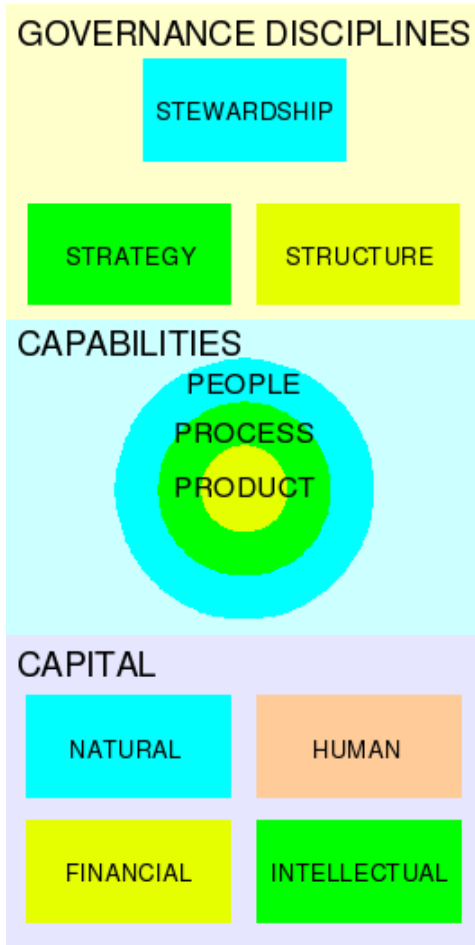 GOVERNANCE DISCIPLINES
STEWARDSHIP
STRATEGY
STRUCTURE
CAPABILITIES
PEOPLE
PROCESS
PRODUCT
CAPITAL
NATURAL
HUMAN
FINANCIAL
INTELLECTUAL